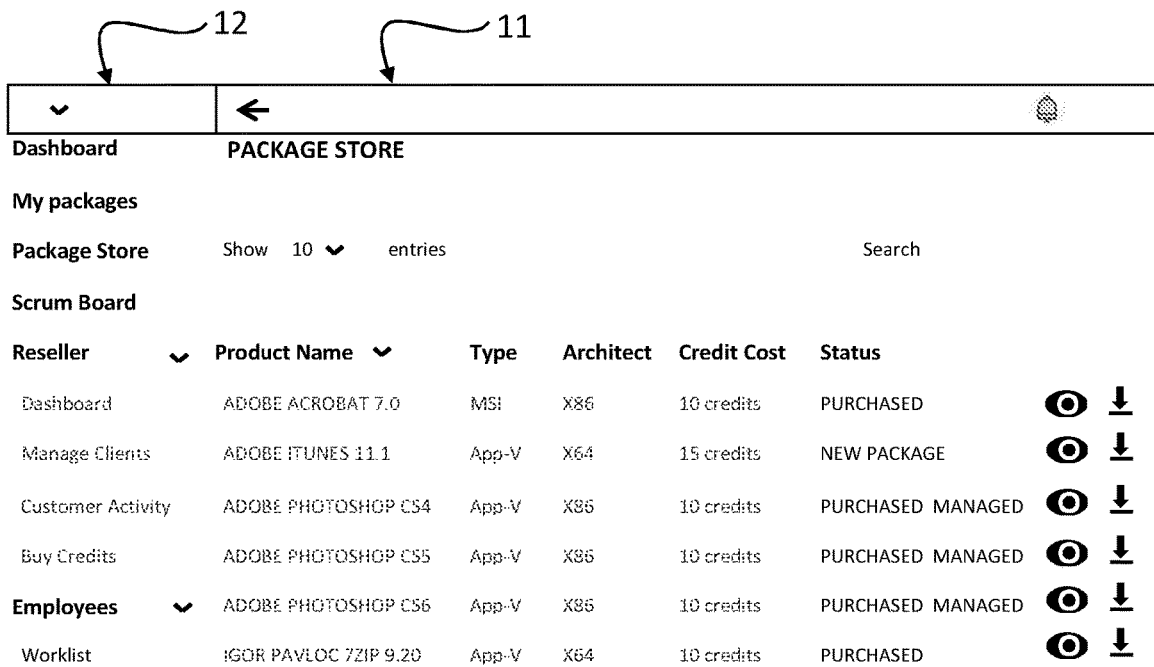 12 11
Dashboard PACKAGE STORE
My packages
Package Store Show 10 entries Search
Scrum Board
Reseller Product Name Type Architect Credit Cost Status
Dashboard ADOBE ACROBAT 7.0 MSI X86 10 credits PURCHASED
Manage Clients ADOBE ITUNES 11.1 App-V X64 15 credits NEW PACKAGE
Customer Activity ADOBE PHOTOSHOP CS4 App-V X86 10 credits PURCHASED MANAGED
Buy Credits ADOBE PHOTOSHOP CS5 App-V X86 10 credits PURCHASED MANAGED
Employees ADOBE PHOTOSHOP CS6 App-V X86 10 credits PURCHASED MANAGED
Worklist IGOR PAVLOC 7ZIP 9.20 App-V X64 10 credits PURCHASED